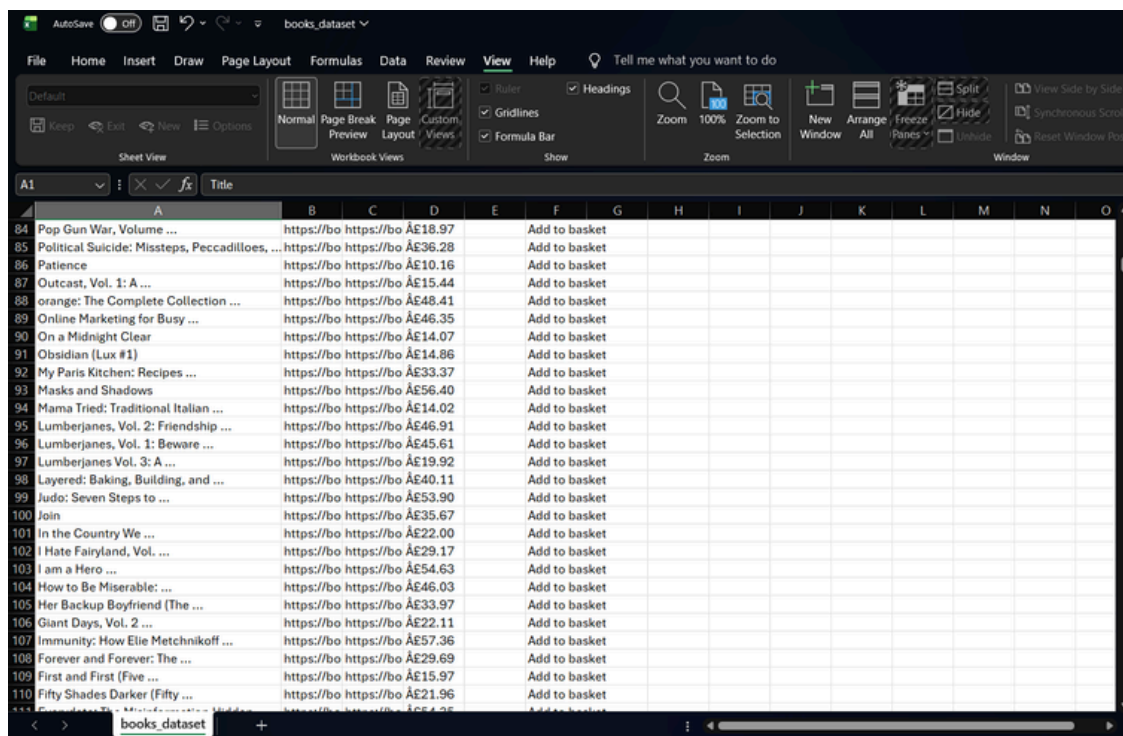 AutoSave Off books_dataset
File Home Insert Draw Page Layout Formulas Data Review View Help Tell me what you want to do
Default
Keep Exit New Options
Sheet View
Normal Page Break Preview Page Layout Custom Views
Workbook Views
Ruler Headings
Gridlines
Formula Bar
Show
Zoom 100% Zoom to Selection
Zoom
New Window Arrange All Freeze Panes
Split
Hide
Unhide
View Side by Side
Synchronous Scrol
Reset Window Pos
Window
A1 fx Title
A B C D E F G H I J K L M N O
84 Pop Gun War, Volume ... https://bo https://bo Â£18.97 Add to basket
85 Political Suicide: Missteps, Peccadilloes, ... https://bo https://bo Â£36.28 Add to basket
86 Patience https://bo https://bo Â£10.16 Add to basket
87 Outcast, Vol. 1: A ... https://bo https://bo Â£15.44 Add to basket
88 orange: The Complete Collection ... https://bo https://bo Â£48.41 Add to basket
89 Online Marketing for Busy ... https://bo https://bo Â£46.35 Add to basket
90 On a Midnight Clear https://bo https://bo Â£14.07 Add to basket
91 Obsidian (Lux #1) https://bo https://bo Â£14.86 Add to basket
92 My Paris Kitchen: Recipes ... https://bo https://bo Â£33.37 Add to basket
93 Masks and Shadows https://bo https://bo Â£56.40 Add to basket
94 Mama Tried: Traditional Italian ... https://bo https://bo Â£14.02 Add to basket
95 Lumberjanes, Vol. 2: Friendship ... https://bo https://bo Â£46.91 Add to basket
96 Lumberjanes, Vol. 1: Beware ... https://bo https://bo Â£45.61 Add to basket
97 Lumberjanes Vol. 3: A ... https://bo https://bo Â£19.92 Add to basket
98 Layered: Baking, Building, and ... https://bo https://bo Â£40.11 Add to basket
99 Judo: Seven Steps to ... https://bo https://bo Â£53.90 Add to basket
100 Join https://bo https://bo Â£35.67 Add to basket
101 In the Country We ... https://bo https://bo Â£22.00 Add to basket
102 I Hate Fairyland, Vol. ... https://bo https://bo Â£29.17 Add to basket
103 I am a Hero ... https://bo https://bo Â£54.63 Add to basket
104 How to Be Miserable: ... https://bo https://bo Â£46.03 Add to basket
105 Her Backup Boyfriend (The ... https://bo https://bo Â£33.97 Add to basket
106 Giant Days, Vol. 2 ... https://bo https://bo Â£22.11 Add to basket
107 Immunity: How Elie Metchnikoff ... https://bo https://bo Â£57.36 Add to basket
108 Forever and Forever: The ... https://bo https://bo Â£29.69 Add to basket
109 First and First (Five ... https://bo https://bo Â£15.97 Add to basket
110 Fifty Shades Darker (Fifty ... https://bo https://bo Â£21.96 Add to basket
books_dataset